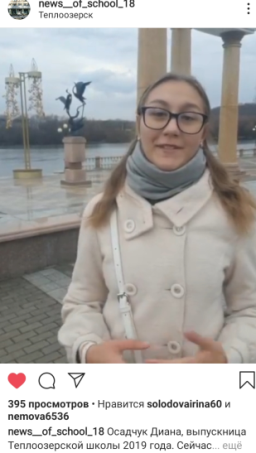 news__of_school_18
Теплоозерск
395 просмотров • Нравится solodovairina60 и
nemova6536
news__of_school_18 Осадчук Диана, выпускница
Теплоозерской школы 2019 года. Сейчас... ещё